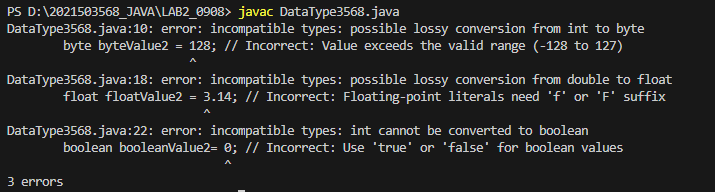 PS D:\2021503568_JAVA\LAB2_0908> javac DataType3568.java
DataType3568.java:10: error: incompatible types: possible lossy conversion from int to byte
        byte byteValue2 = 128; // Incorrect: Value exceeds the valid range (-128 to 127)
                          ^
DataType3568.java:18: error: incompatible types: possible lossy conversion from double to float
        float floatValue2 = 3.14; // Incorrect: Floating-point literals need 'f' or 'F' suffix
                            ^
DataType3568.java:22: error: incompatible types: int cannot be converted to boolean
        boolean booleanValue2= 0; // Incorrect: Use 'true' or 'false' for boolean values
                               ^
3 errors